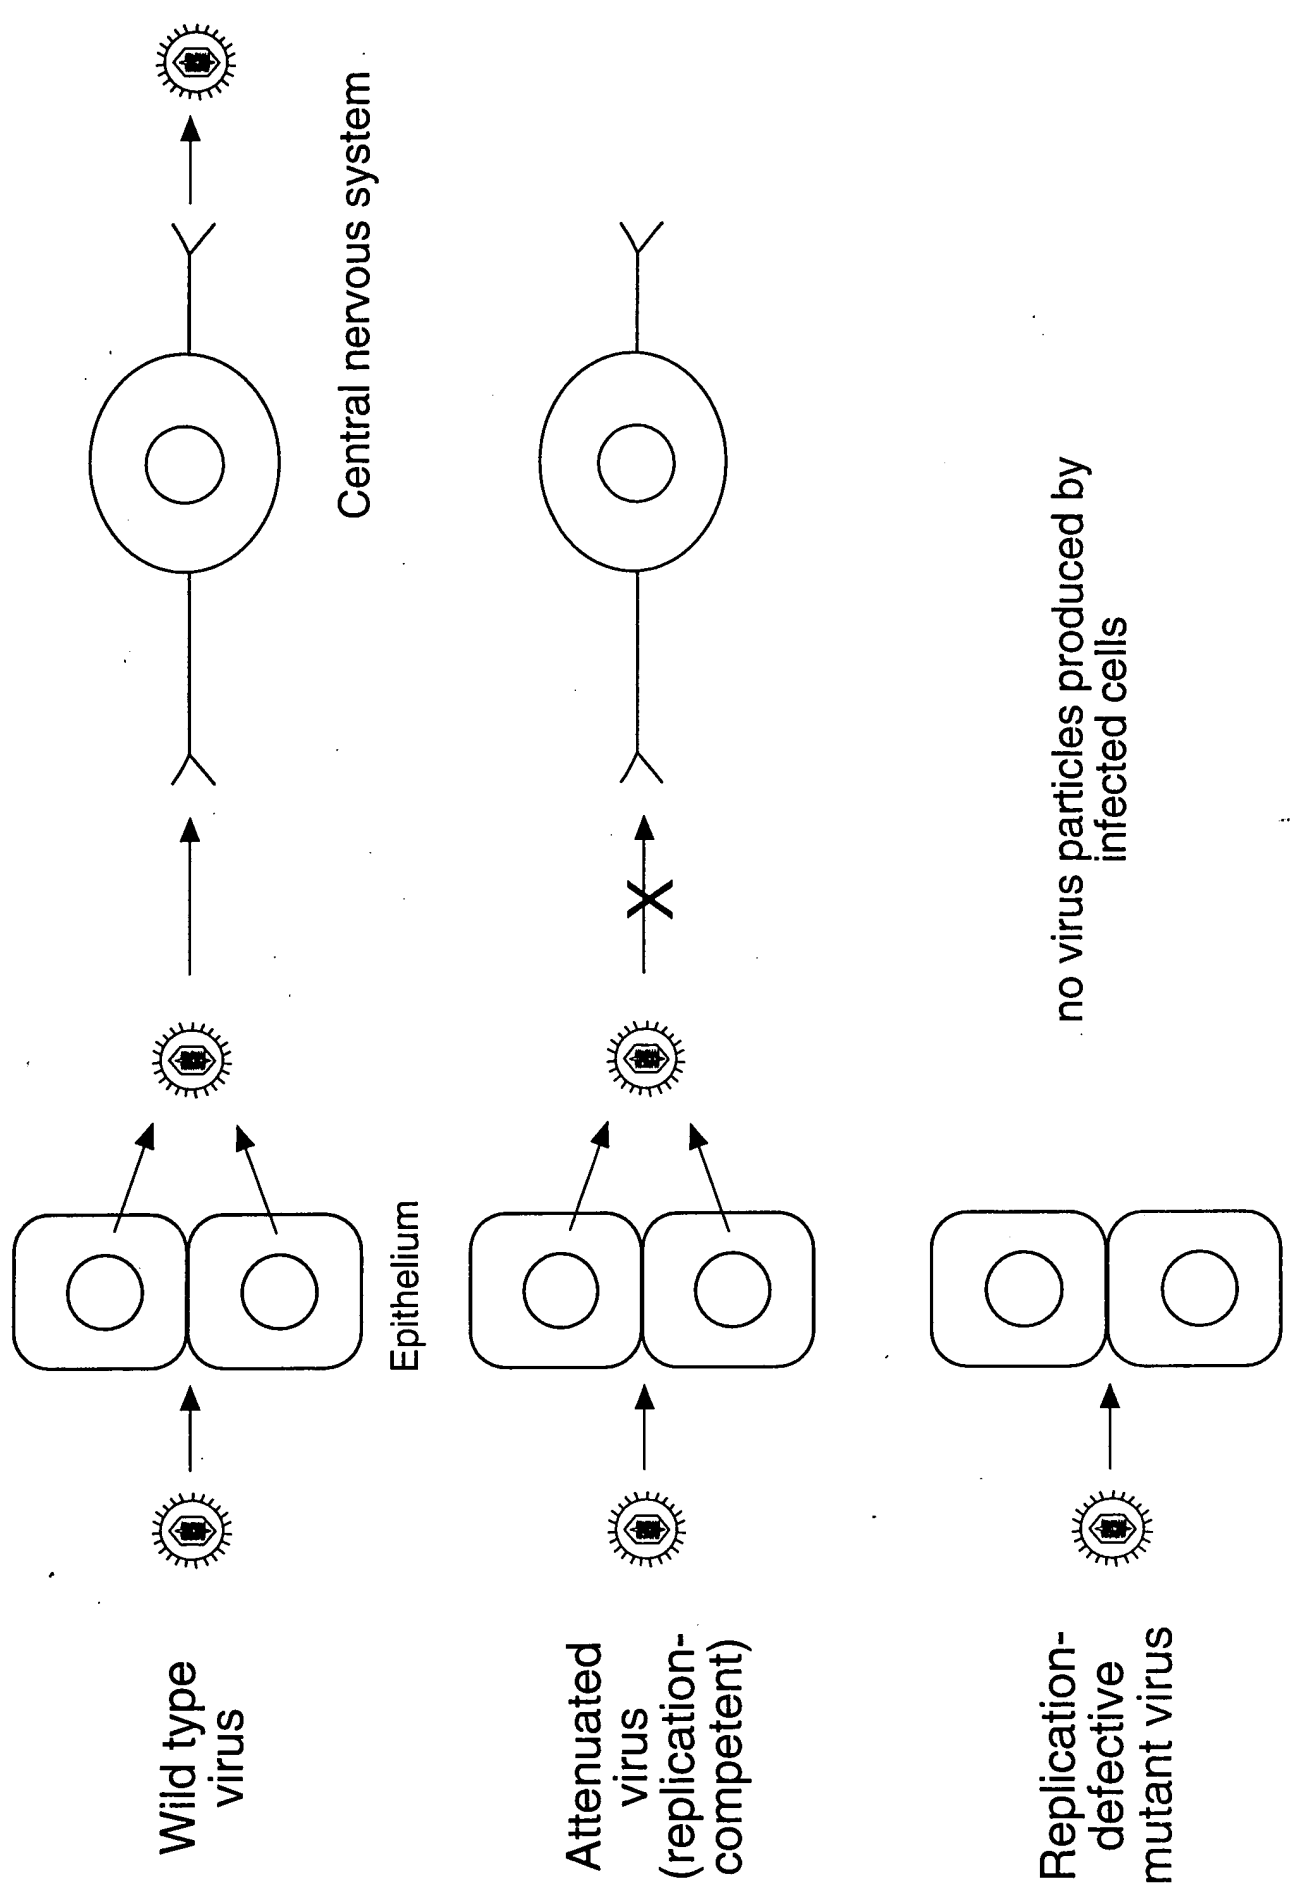 Wild type
virus
Epithelium
Central nervous system
Attenuated
virus
(replication-
competent)
Replication-
defective
mutant virus
no virus particles produced by
infected cells